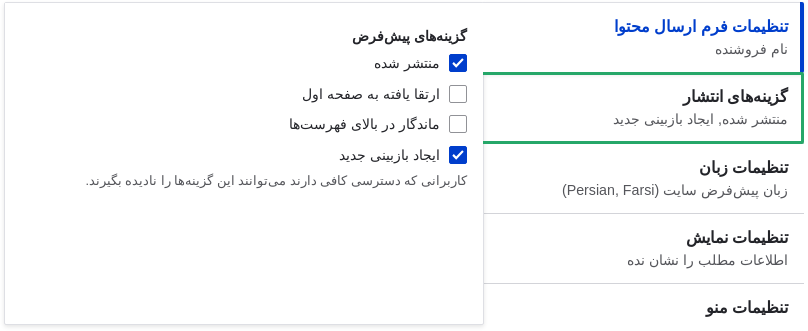 تنظیمات فرم ارسال محتوا
نام فروشنده
گزینه‌های انتشار
منتشر شده, ایجاد بازبینی جدید
تنظیمات زبان
زبان پیش‌فرض سایت (Persian, Farsi)
تنظیمات نمایش
اطلاعات مطلب را نشان نده
تنظیمات منو
گزینه‌های پیش‌فرض
منتشر شده
ارتقا یافته به صفحه اول
ماندگار در بالای فهرست‌ها
ایجاد بازبینی جدید
کاربرانی که دسترسی کافی دارند می‌توانند این گزینه‌ها را نادیده بگیرند.